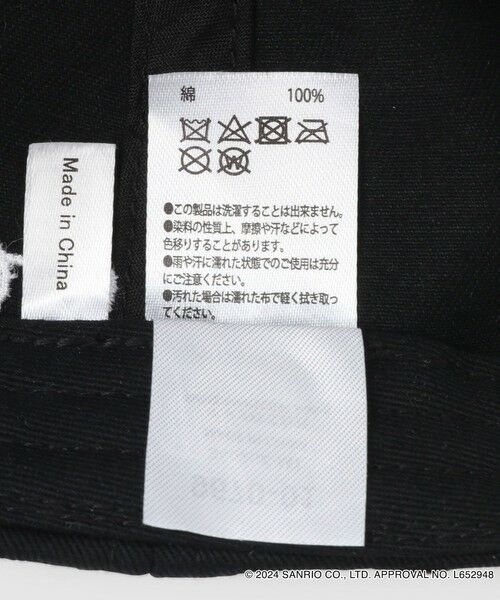 綿 100%
●この製品は洗濯することは出来ません。
●染料の性質上、摩擦や汗などによって
色移りすることがあります。
●雨や汗に濡れた状態でのご使用は充分
にご注意ください。
●汚れた場合は濡れた布で軽く拭き取っ
てください。
Made in China
© 2024 SANRIO CO., LTD. APPROVAL NO. L652948